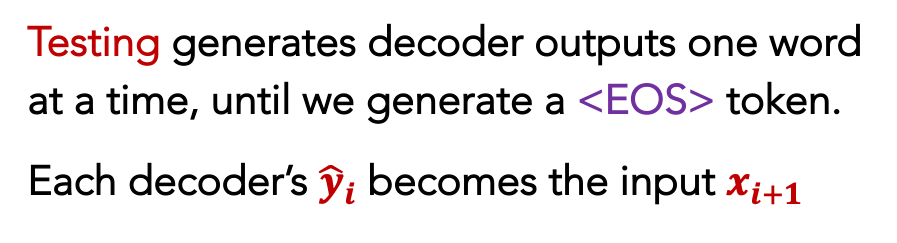 Testing generates decoder outputs one word
at a time, until we generate a <EOS> token.
Each decoder's ŷᵢ becomes the input xᵢ₊₁